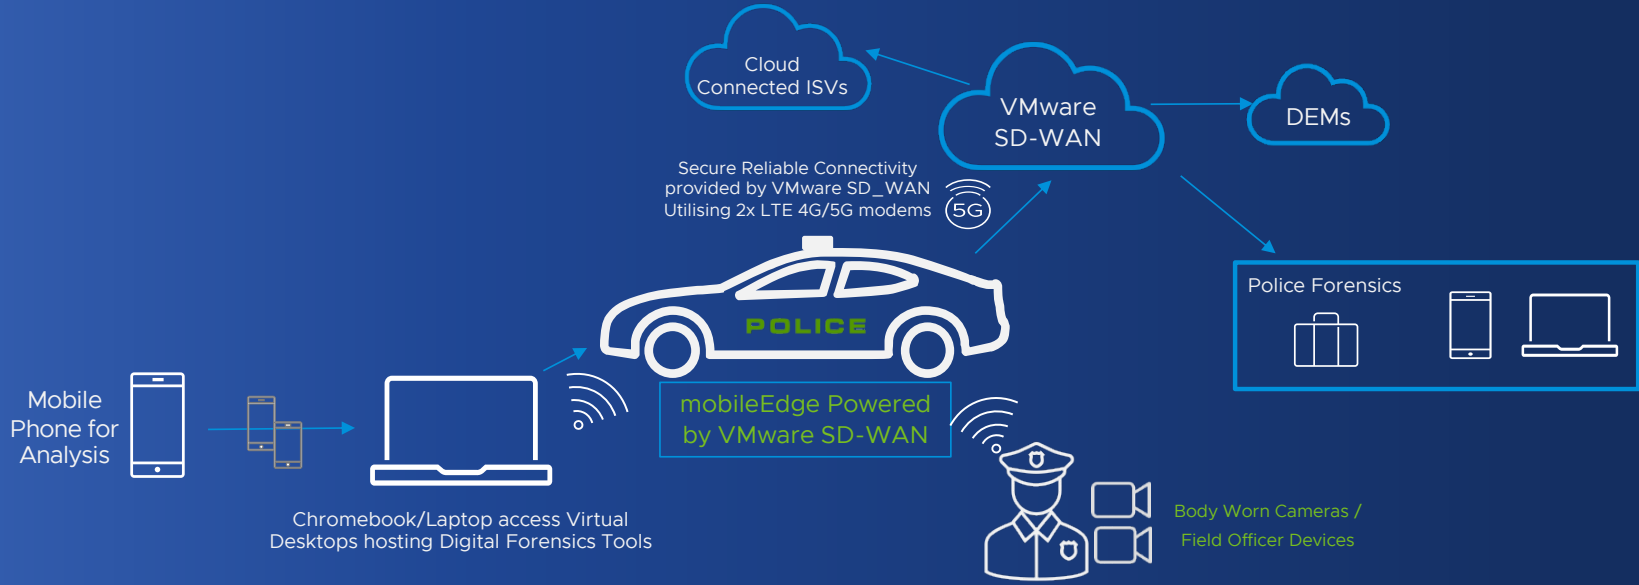 Cloud
Connected ISVs
VMware
SD-WAN
DEMs
Secure Reliable Connectivity
provided by VMware SD_WAN
Utilising 2x LTE 4G/5G modems
5G
Police Forensics
POLICE
mobileEdge Powered
by VMware SD-WAN
Mobile
Phone for
Analysis
Chromebook/Laptop access Virtual
Desktops hosting Digital Forensics Tools
Body Worn Cameras /
Field Officer Devices